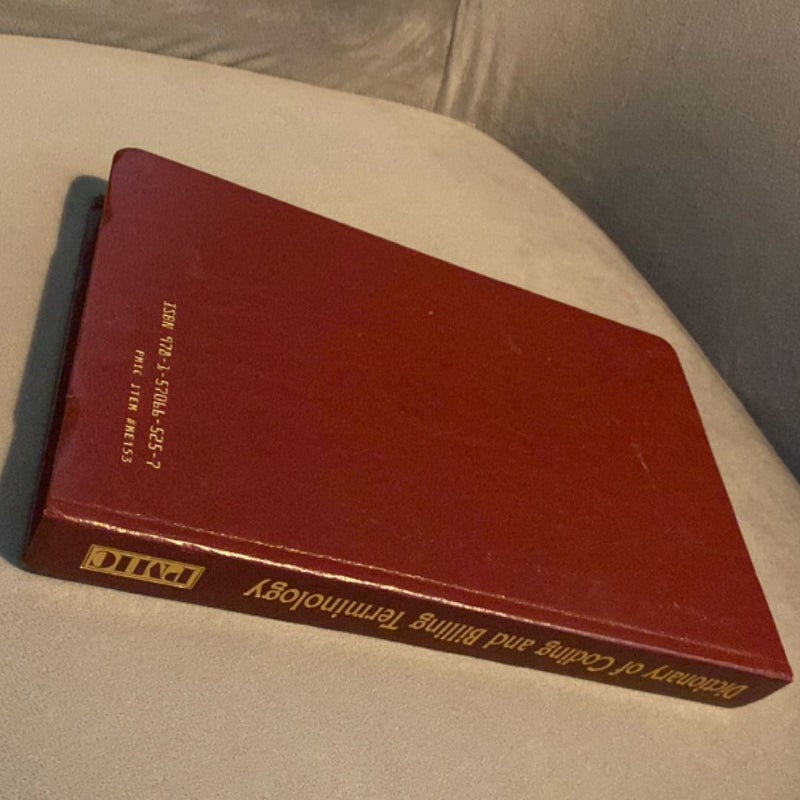 ISBN 978-1-57066-525-7
PMIC ITEM #ME153
Dictionary of Coding and Billing Terminology
PMIC